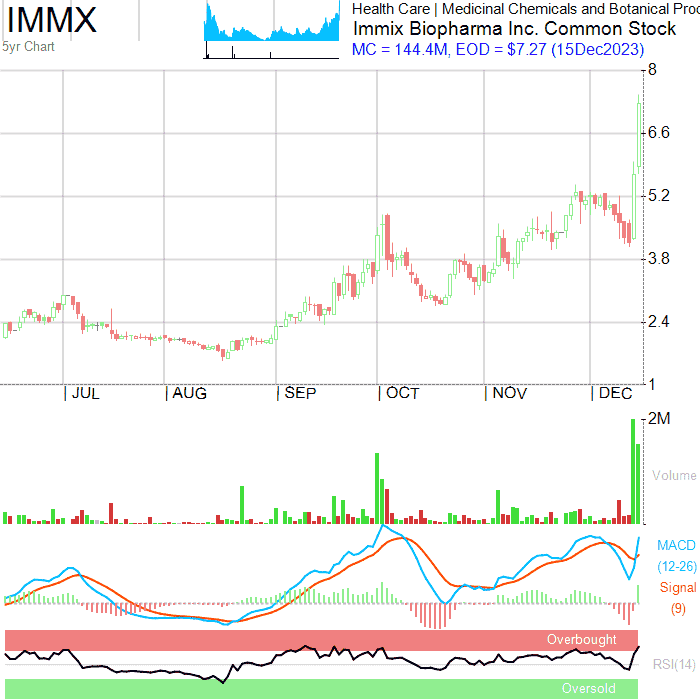 IMMX
5yr Chart
Health Care | Medicinal Chemicals and Botanical Pro
Immix Biopharma Inc. Common Stock
MC = 144.4M, EOD = $7.27 (15Dec2023)
8
6.6
5.2
3.8
2.4
1
| JUL | AUG | SEP | OCT | NOV | DEC
2M
Volume
MACD
(12-26)
Signal
(9)
Overbought
RSI(14)
Oversold